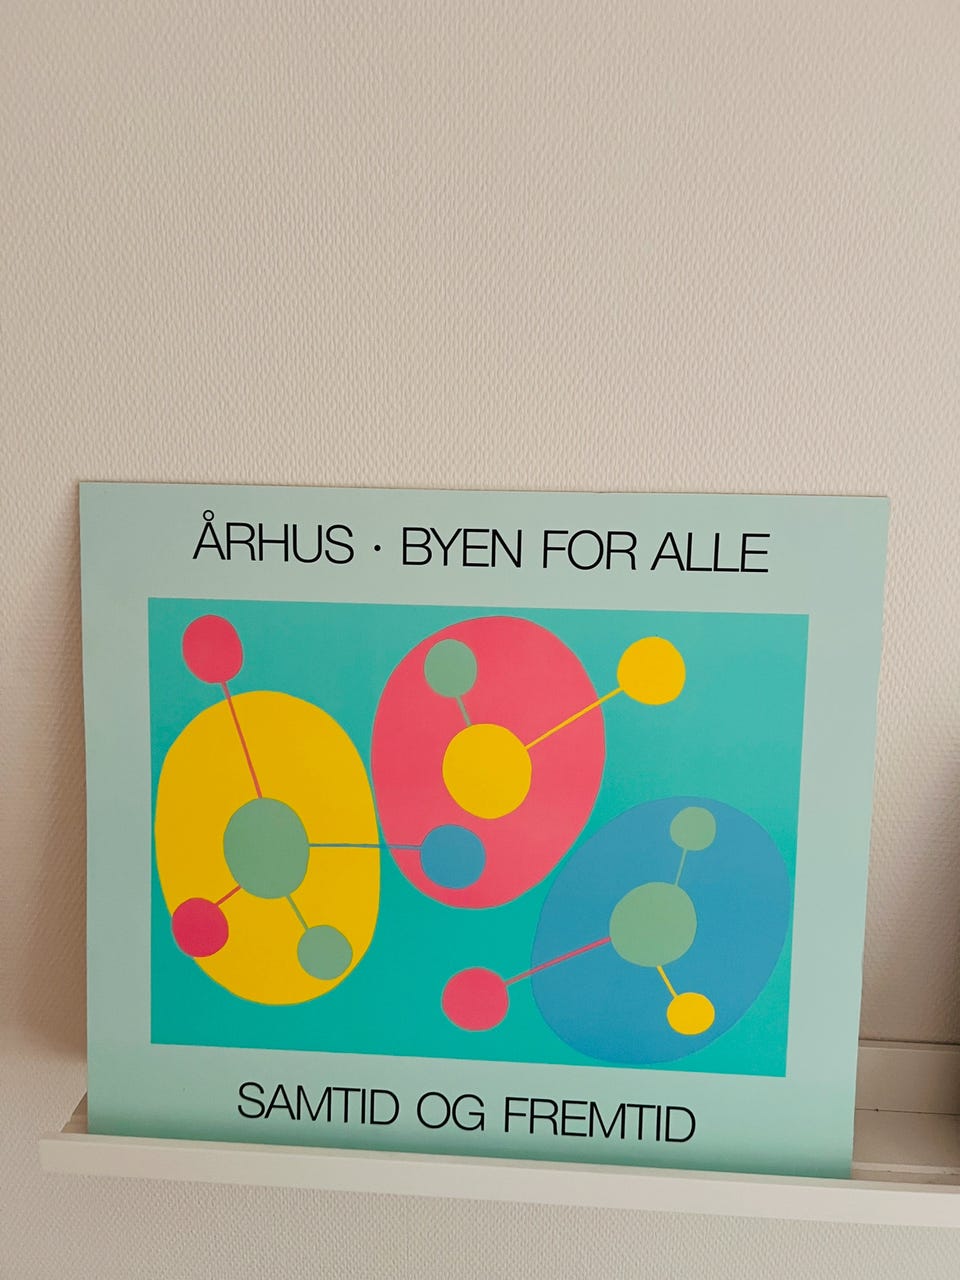 ÅRHUS · BYEN FOR ALLE
SAMTID OG FREMTID